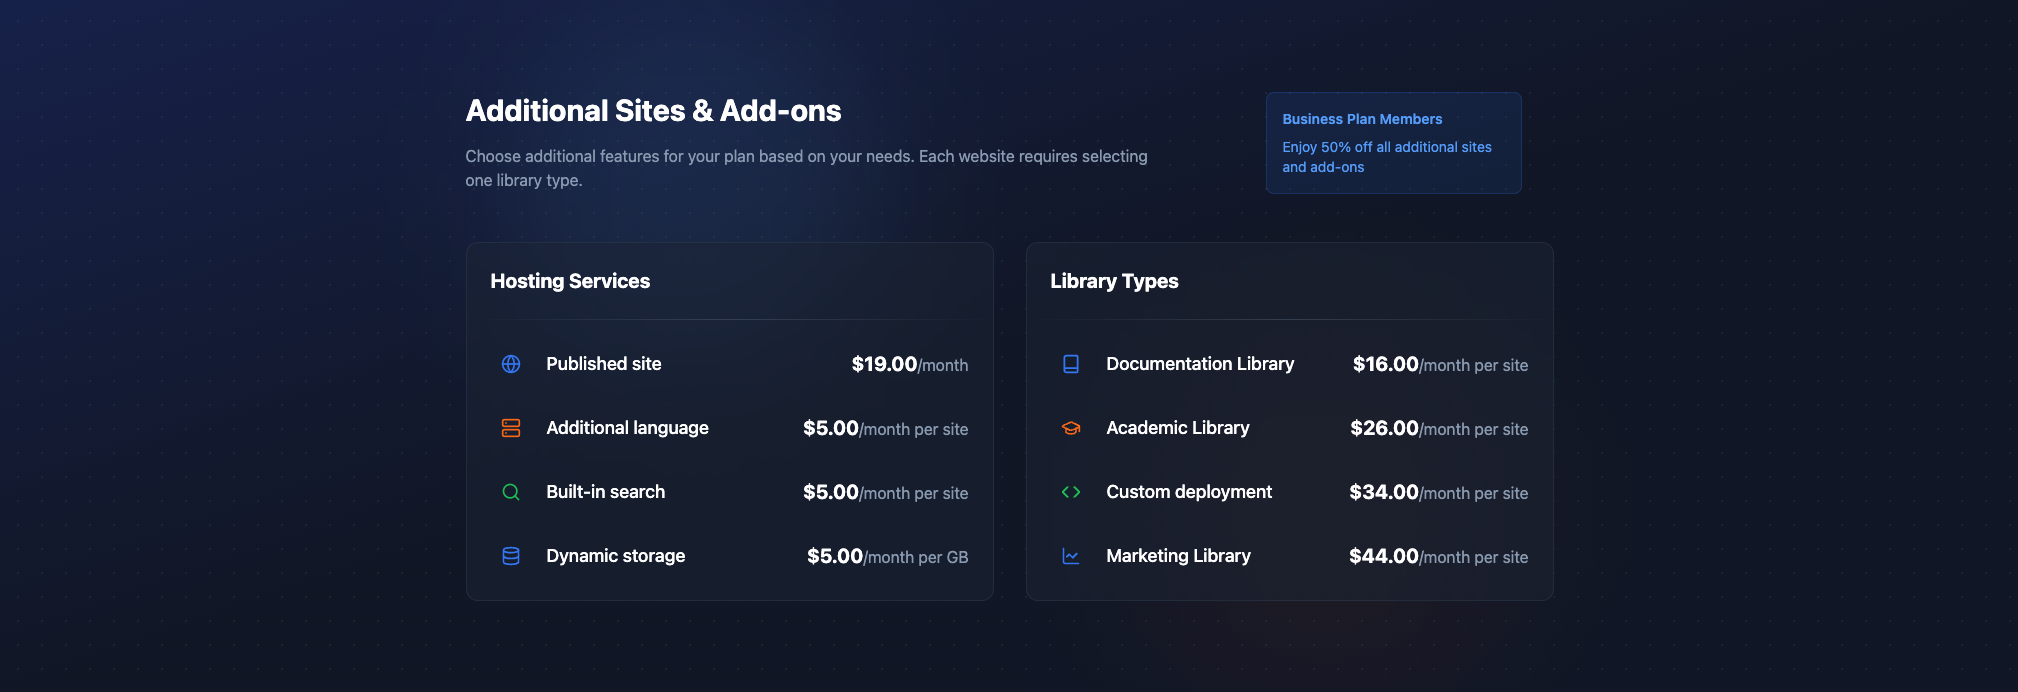 Additional Sites & Add-ons
Choose additional features for your plan based on your needs. Each website requires selecting
one library type.
Business Plan Members
Enjoy 50% off all additional sites
and add-ons
Hosting Services
Published site $19.00/month
Additional language $5.00/month per site
Built-in search $5.00/month per site
Dynamic storage $5.00/month per GB
Library Types
Documentation Library $16.00/month per site
Academic Library $26.00/month per site
Custom deployment $34.00/month per site
Marketing Library $44.00/month per site